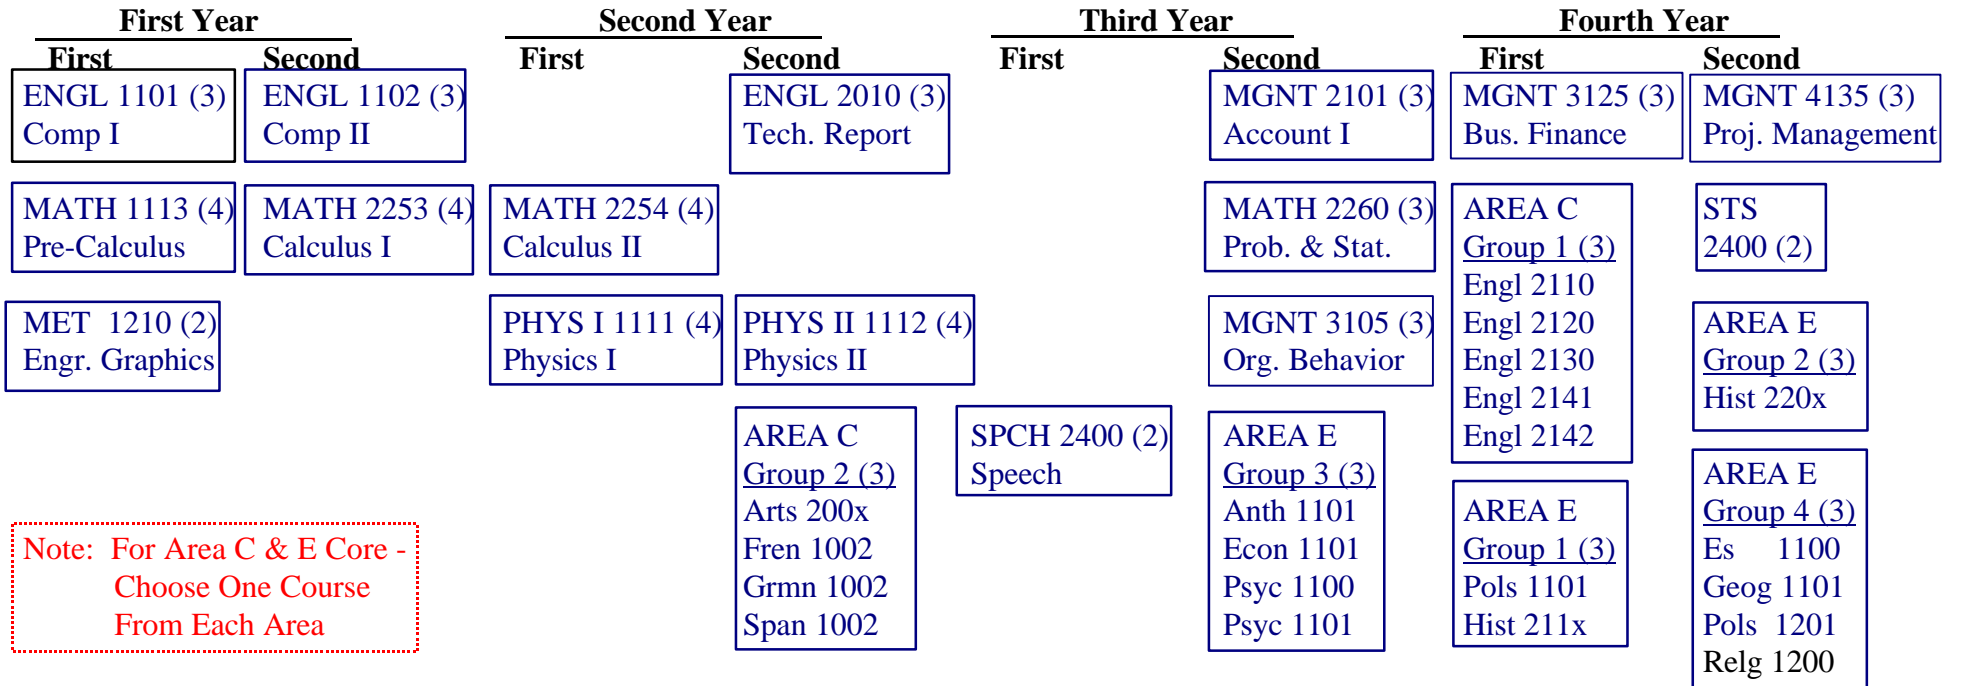 First Year
Second Year
Third Year
Fourth Year
First
Second
First
Second
First
Second
First
Second
ENGL 1101 (3)
Comp I
ENGL 1102 (3)
Comp II
ENGL 2010 (3)
Tech. Report
MGNT 2101 (3)
Account I
MGNT 3125 (3)
Bus. Finance
MGNT 4135 (3)
Proj. Management
MATH 1113 (4)
Pre-Calculus
MATH 2253 (4)
Calculus I
MATH 2254 (4)
Calculus II
MATH 2260 (3)
Prob. & Stat.
AREA C
Group 1 (3)
Engl 2110
Engl 2120
Engl 2130
Engl 2141
Engl 2142
STS
2400 (2)
MET 1210 (2)
Engr. Graphics
PHYS I 1111 (4)
Physics I
PHYS II 1112 (4)
Physics II
MGNT 3105 (3)
Org. Behavior
AREA E
Group 2 (3)
Hist 220x
AREA C
Group 2 (3)
Arts 200x
Fren 1002
Grmn 1002
Span 1002
SPCH 2400 (2)
Speech
AREA E
Group 3 (3)
Anth 1101
Econ 1101
Psyc 1100
Psyc 1101
AREA E
Group 1 (3)
Pols 1101
Hist 211x
AREA E
Group 4 (3)
Es 1100
Geog 1101
Pols 1201
Relg 1200
Note: For Area C & E Core -
Choose One Course
From Each Area